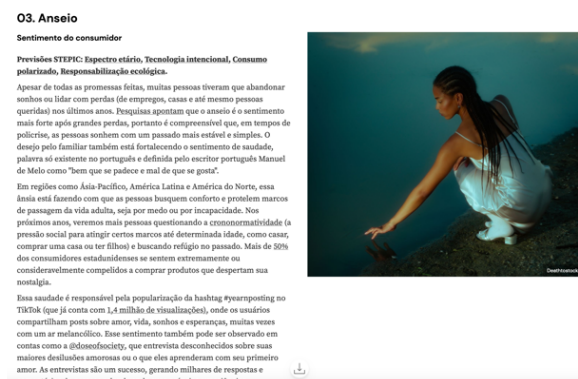 03. Anseio
Sentimento do consumidor
Previsões STEPIC: Espectro etário, Tecnologia intencional, Consumo
polarizado, Responsabilização ecológica.
Apesar de todas as promessas feitas, muitas pessoas tiveram que abandonar
sonhos ou lidar com perdas (de empregos, casas e até mesmo pessoas
queridas) nos últimos anos. Pesquisas apontam que o anseio é o sentimento
mais forte após grandes perdas, portanto é compreensível que, em tempos de
policrise, as pessoas sonhem com um passado mais estável e simples. O
desejo pelo familiar também está fortalecendo o sentimento de saudade,
palavra só existente no português e definida pelo escritor português Manuel
de Melo como "bem que se padece e mal de que se gosta".
Em regiões como Ásia-Pacífico, América Latina e América do Norte, essa
ânsia está fazendo com que as pessoas busquem conforto e protelem marcos
de passagem da vida adulta, seja por medo ou por incapacidade. Nos
próximos anos, veremos mais pessoas questionando a crononormatividade (a
pressão social para atingir certos marcos até determinada idade, como casar,
comprar uma casa ou ter filhos) e buscando refúgio no passado. Mais de 50%
dos consumidores estadunidenses se sentem extremamente ou
consideravelmente compelidos a comprar produtos que despertam sua
nostalgia.
Essa saudade é responsável pela popularização da hashtag #yearnposting no
TikTok (que já conta com 1,4 milhão de visualizações), onde os usuários
compartilham posts sobre amor, vida, sonhos e esperanças, muitas vezes
com um ar melancólico. Esse sentimento também pode ser observado em
contas como a @doseofsociety, que entrevista desconhecidos sobre suas
maiores desilusões amorosas ou o que eles aprenderam com seu primeiro
amor. As entrevistas são um sucesso, gerando milhares de respostas e
Deathtostock